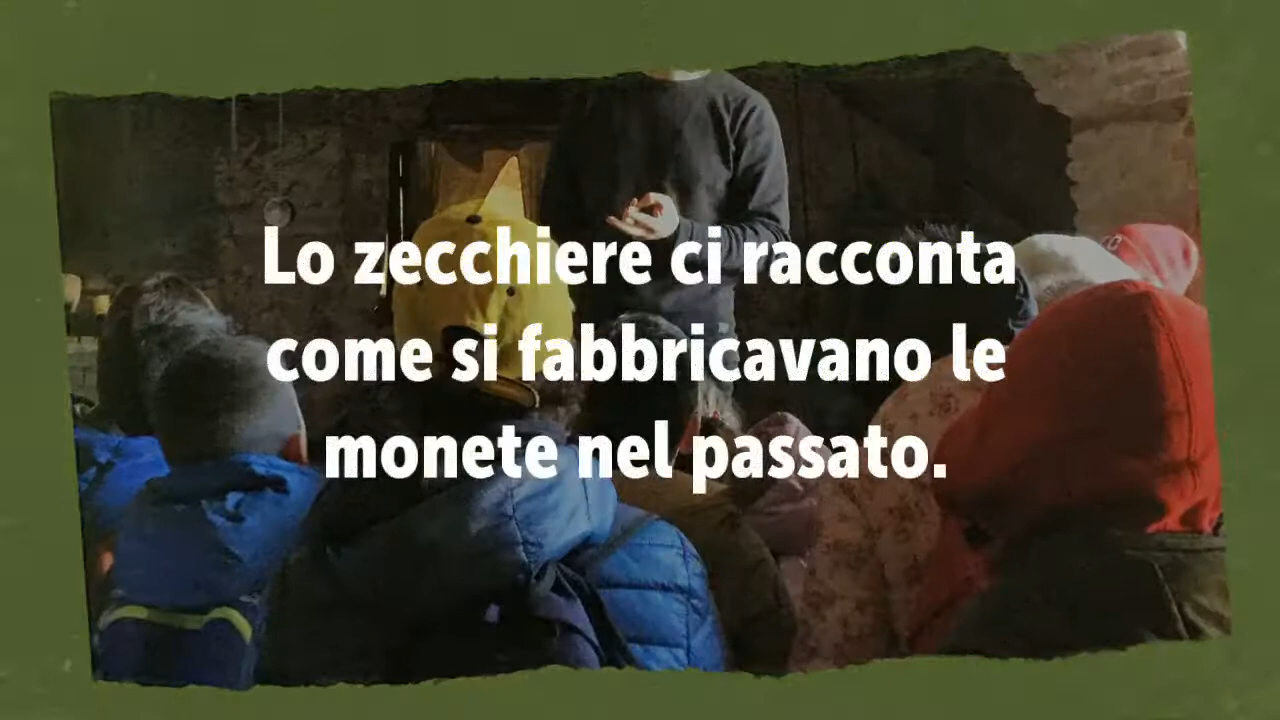 Lo zecchiere ci racconta
come si fabbricavano le
monete nel passato.